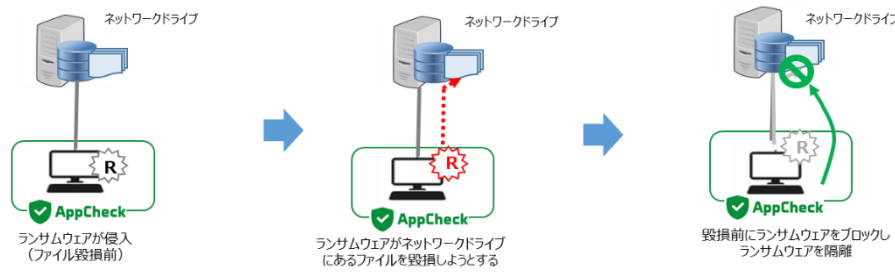 ネットワークドライブ
R
AppCheck
ランサムウェアが侵入
(ファイル毀損前)
ネットワークドライブ
R
AppCheck
ランサムウェアがネットワークドライブ
にあるファイルを毀損しようとする
ネットワークドライブ
R
AppCheck
毀損前にランサムウェアをブロックし
ランサムウェアを隔離